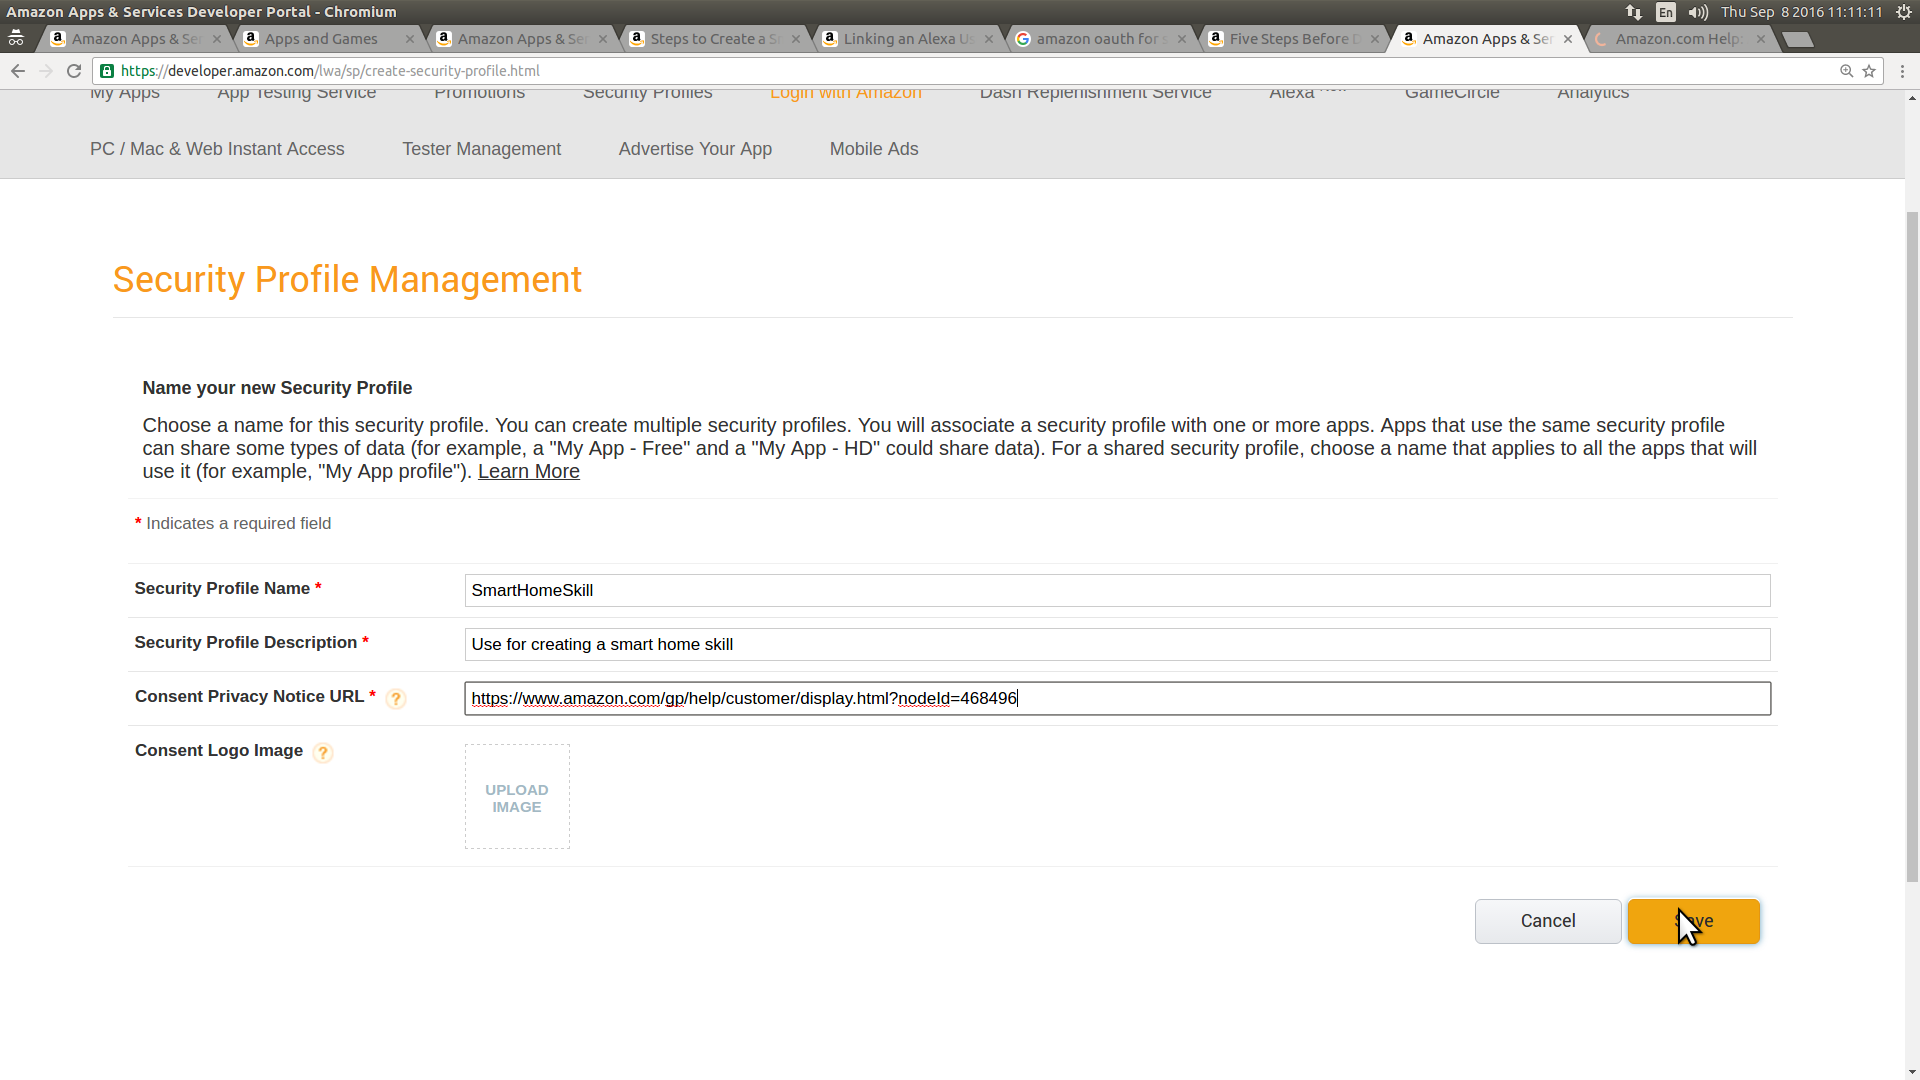 Amazon Apps & Services Developer Portal - Chromium
En
Thu Sep 8 2016 11:11:11
Amazon Apps & Ser
Apps and Games
Amazon Apps & Ser
Steps to Create a S
Linking an Alexa Us
amazon oauth for s
Five Steps Before D
Amazon Apps & Ser
Amazon.com Help:
https://developer.amazon.com/lwa/sp/create-security-profile.html
My Apps
App Testing Service
Promotions
Security Profiles
Login with Amazon
Dash Replenishment Service
Alexa
GameCircle
Analytics
PC / Mac & Web Instant Access
Tester Management
Advertise Your App
Mobile Ads
Security Profile Management
Name your new Security Profile
Choose a name for this security profile. You can create multiple security profiles. You will associate a security profile with one or more apps. Apps that use the same security profile
can share some types of data (for example, a "My App - Free" and a "My App - HD" could share data). For a shared security profile, choose a name that applies to all the apps that will
use it (for example, "My App profile"). Learn More
* Indicates a required field
Security Profile Name *
SmartHomeSkill
Security Profile Description *
Use for creating a smart home skill
Consent Privacy Notice URL * ?
https://www.amazon.com/gp/help/customer/display.html?nodeId=468496
Consent Logo Image ?
UPLOAD
IMAGE
Cancel
Save